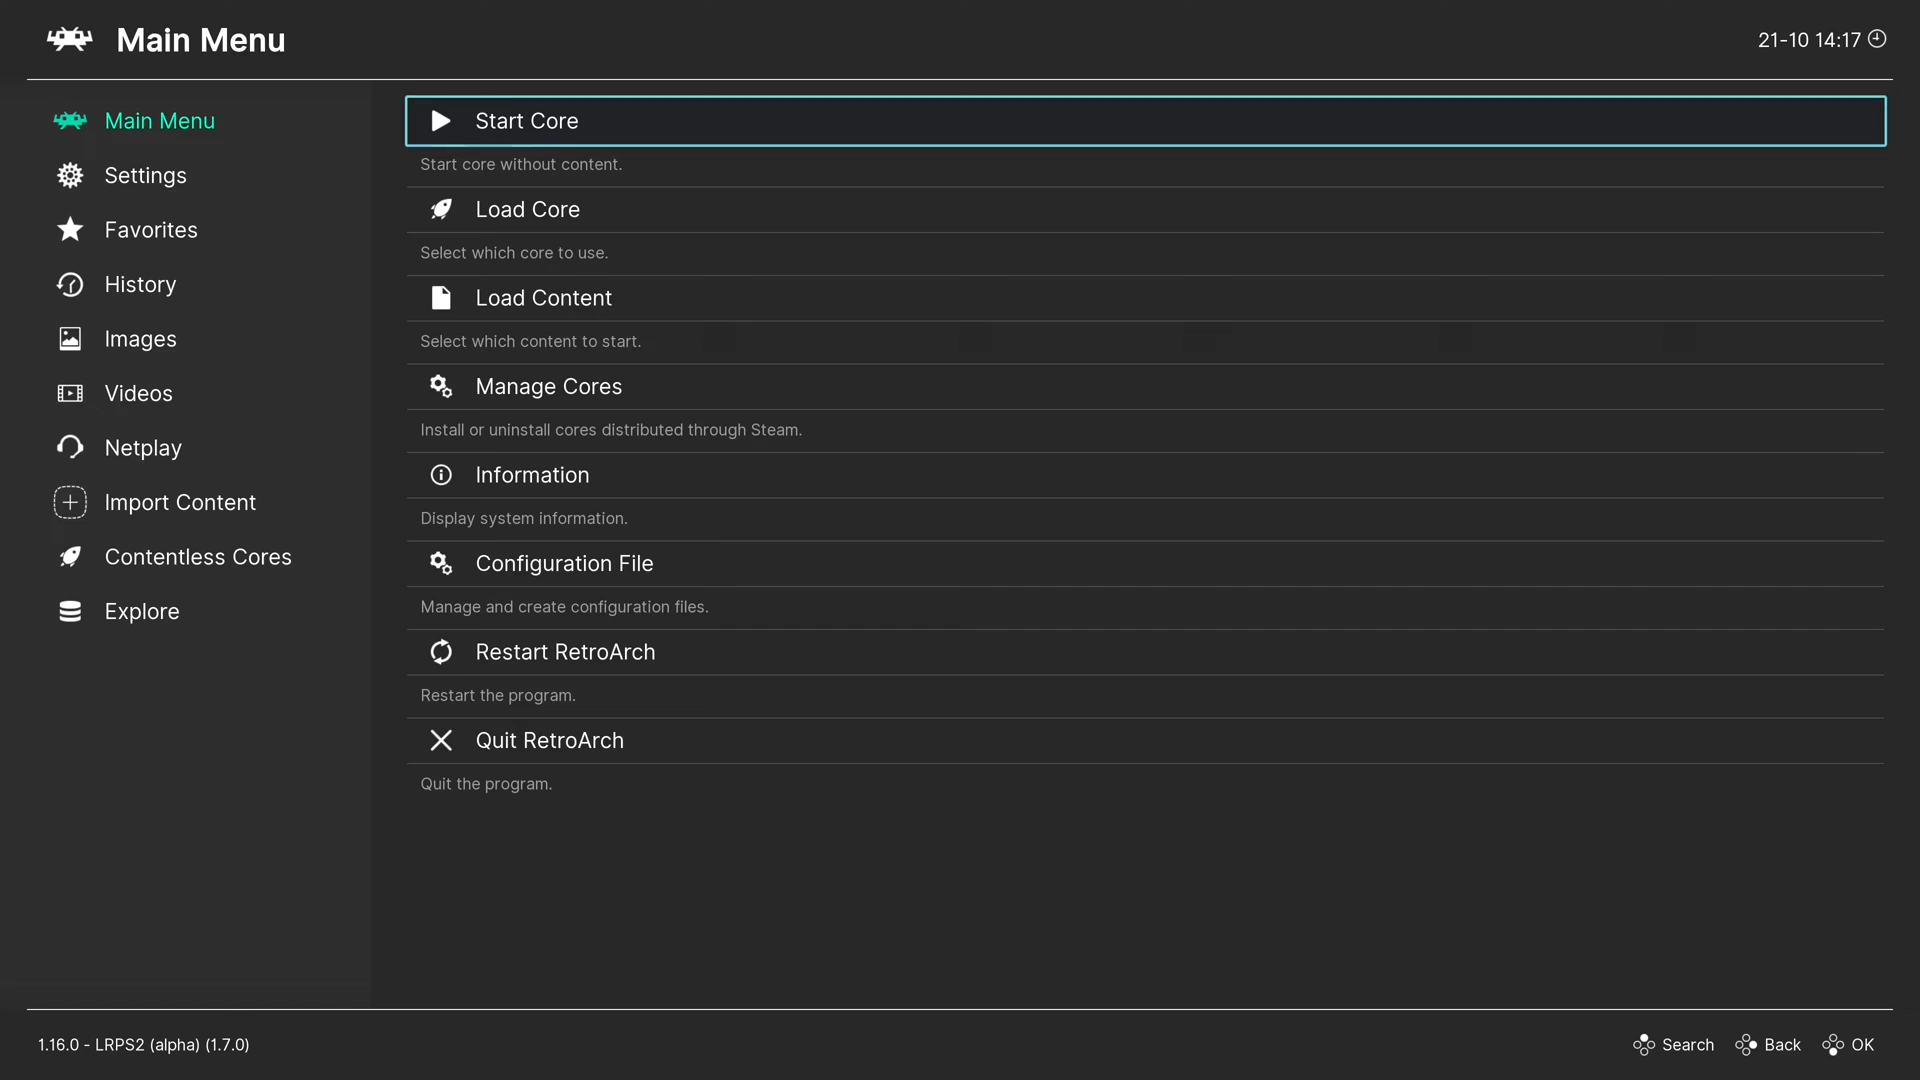 Main Menu
21-10 14:17
Main Menu
Settings
Favorites
History
Images
Videos
Netplay
Import Content
Contentless Cores
Explore
Start Core
Start core without content.
Load Core
Select which core to use.
Load Content
Select which content to start.
Manage Cores
Install or uninstall cores distributed through Steam.
Information
Display system information.
Configuration File
Manage and create configuration files.
Restart RetroArch
Restart the program.
Quit RetroArch
Quit the program.
1.16.0 - LRPS2 (alpha) (1.7.0)
Search Back OK